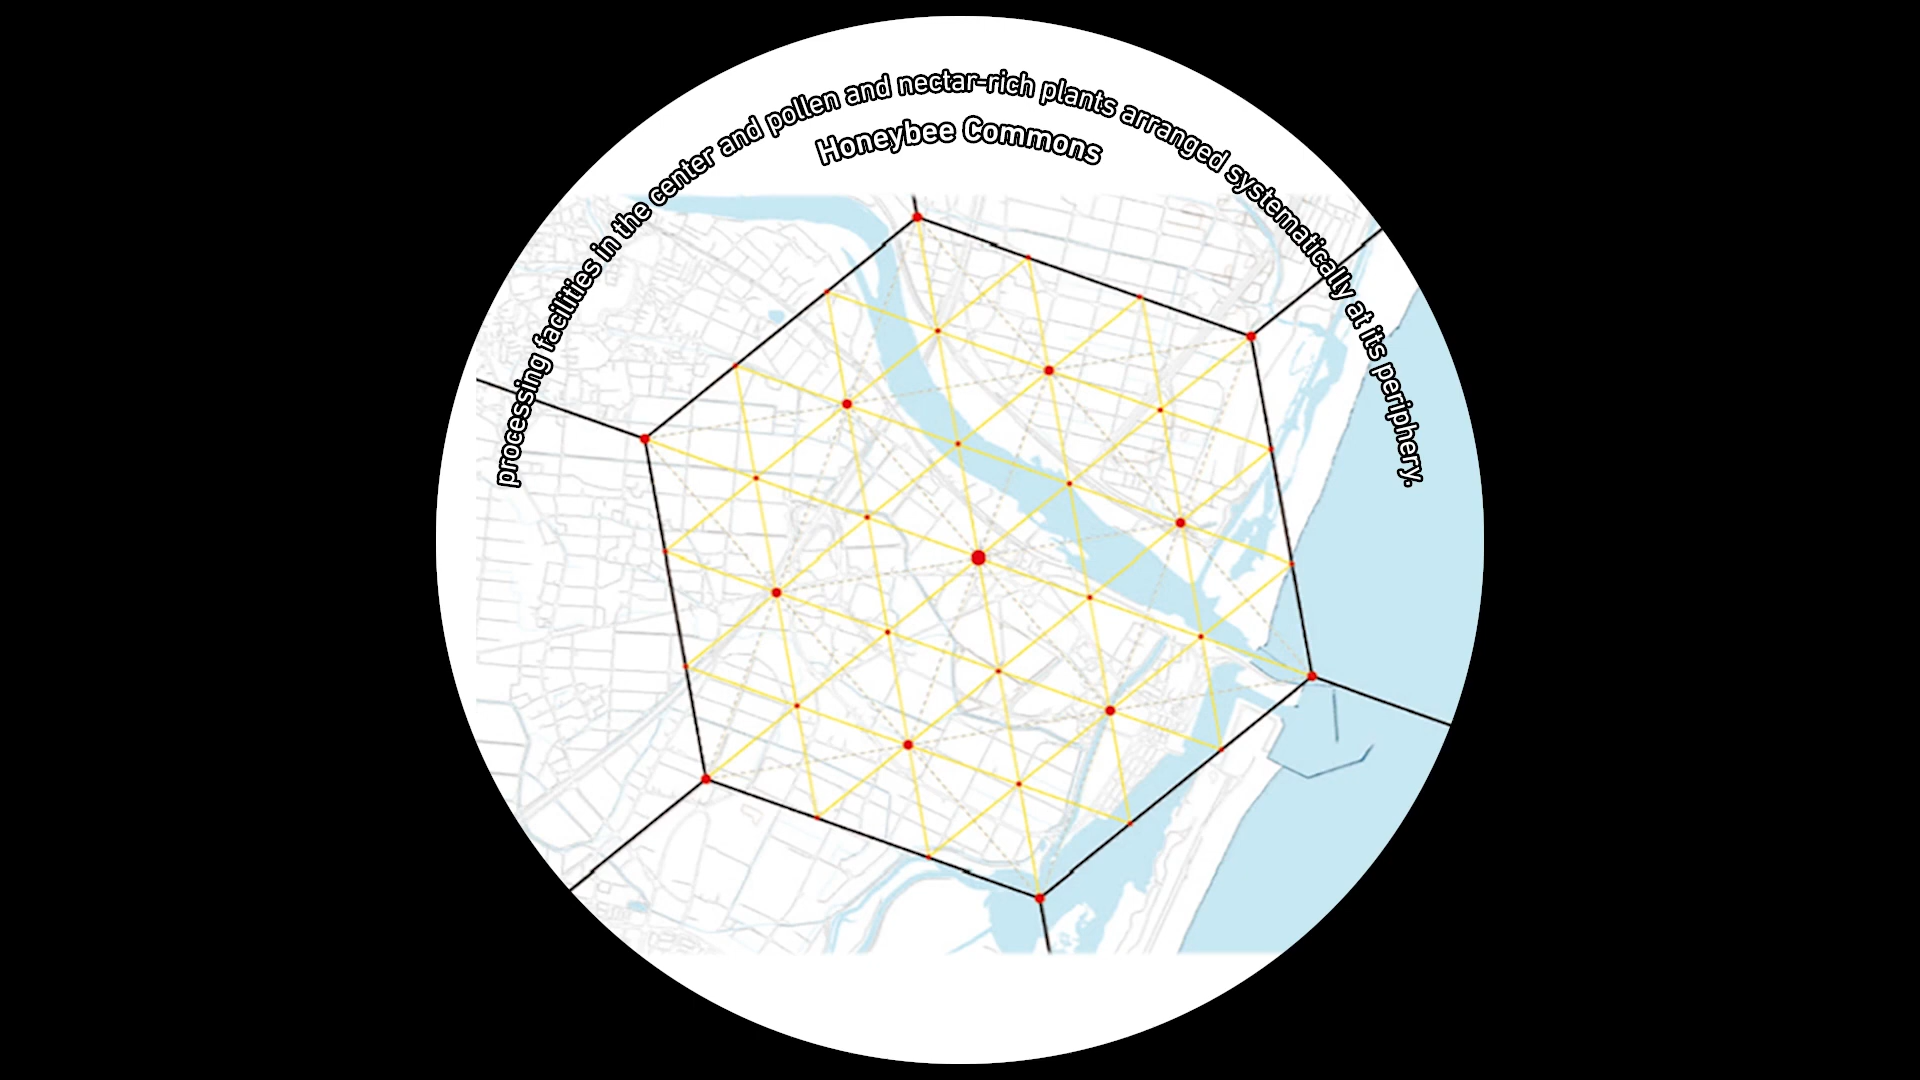 processing facilities in the center and pollen and nectar-rich plants arranged systematically at its periphery.
Honeybee Commons